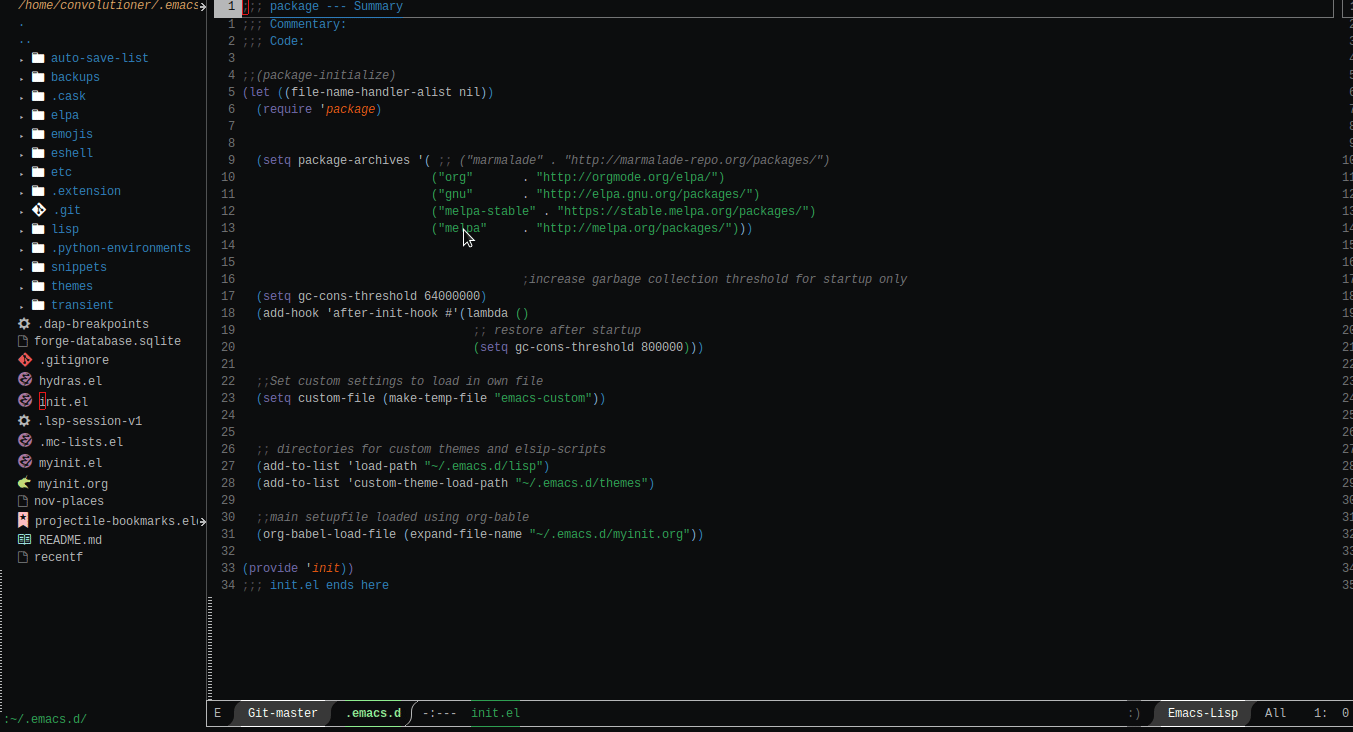 /home/convolutioner/.emacs
.
..
auto-save-list
backups
.cask
elpa
emojis
eshell
etc
.extension
.git
lisp
.python-environments
snippets
themes
transient
.dap-breakpoints
forge-database.sqlite
.gitignore
hydras.el
init.el
.lsp-session-v1
.mc-lists.el
myinit.el
myinit.org
nov-places
projectile-bookmarks.el
README.md
recentf
:~/.emacs.d/
1 ;;; package --- Summary
1 ;;; Commentary:
2 ;;; Code:
3
4 ;;(package-initialize)
5 (let ((file-name-handler-alist nil))
6 (require 'package)
7
8
9 (setq package-archives '( ;; ("marmalade" . "http://marmalade-repo.org/packages/")
10 ("org" . "http://orgmode.org/elpa/")
11 ("gnu" . "http://elpa.gnu.org/packages/")
12 ("melpa-stable" . "https://stable.melpa.org/packages/")
13 ("melpa" . "http://melpa.org/packages/")))
14
15
16 ;increase garbage collection threshold for startup only
17 (setq gc-cons-threshold 64000000)
18 (add-hook 'after-init-hook #'(lambda ()
19 ;; restore after startup
20 (setq gc-cons-threshold 800000)))
21
22 ;;Set custom settings to load in own file
23 (setq custom-file (make-temp-file "emacs-custom"))
24
25
26 ;; directories for custom themes and elsip-scripts
27 (add-to-list 'load-path "~/.emacs.d/lisp")
28 (add-to-list 'custom-theme-load-path "~/.emacs.d/themes")
29
30 ;;main setupfile loaded using org-bable
31 (org-babel-load-file (expand-file-name "~/.emacs.d/myinit.org"))
32
33 (provide 'init))
34 ;;; init.el ends here
E Git-master .emacs.d -:--- init.el :) Emacs-Lisp All 1: 0